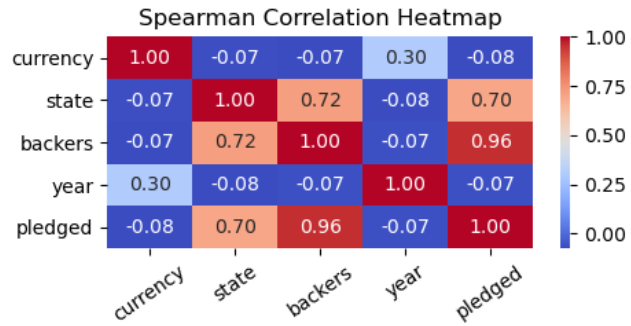 Spearman Correlation Heatmap
currency 1.00 -0.07 -0.07 0.30 -0.08
state -0.07 1.00 0.72 -0.08 0.70
backers -0.07 0.72 1.00 -0.07 0.96
year 0.30 -0.08 -0.07 1.00 -0.07
pledged -0.08 0.70 0.96 -0.07 1.00
currency state backers year pledged
1.00
0.75
0.50
0.25
0.00